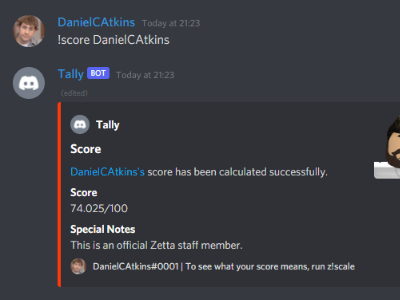 DanielCAtkins Today at 21:23
!score DanielCAtkins
Tally BOT Today at 21:23
(edited)
Tally
Score
DanielCAtkins's score has been calculated successfully.
Score
74.025/100
Special Notes
This is an official Zetta staff member.
DanielCAtkins#0001 | To see what your score means, run z!scale